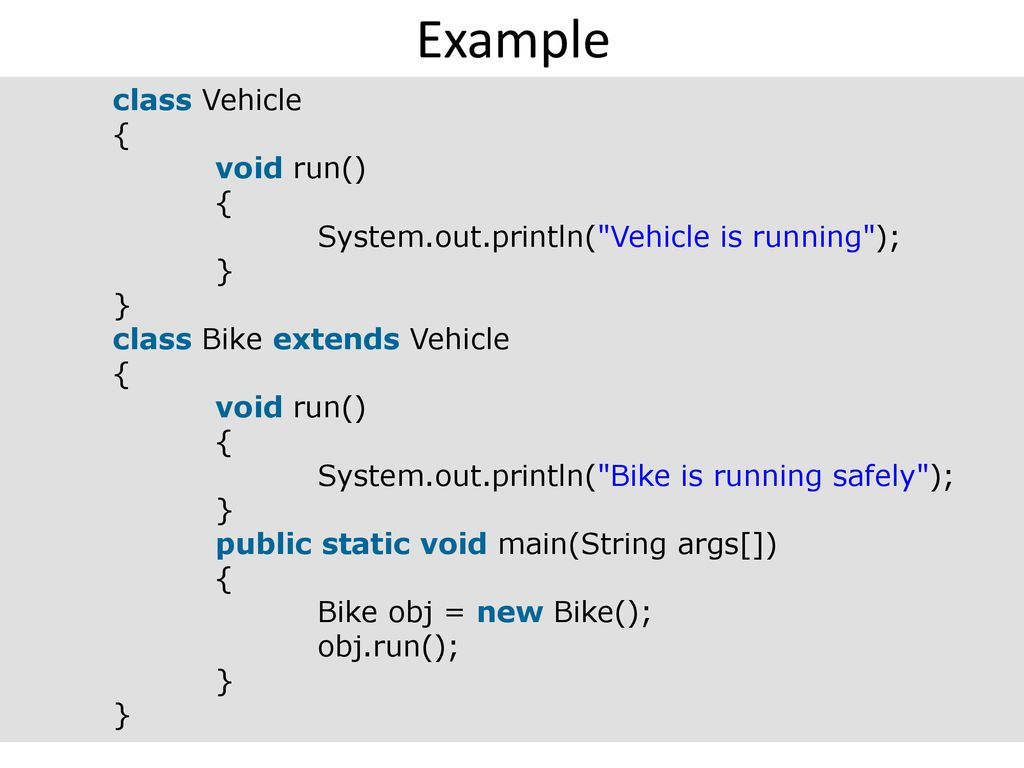 Example
class Vehicle
{
void run()
{
System.out.println("Vehicle is running");
}
}
class Bike extends Vehicle
{
void run()
{
System.out.println("Bike is running safely");
}
public static void main(String args[])
{
Bike obj = new Bike();
obj.run();
}
}